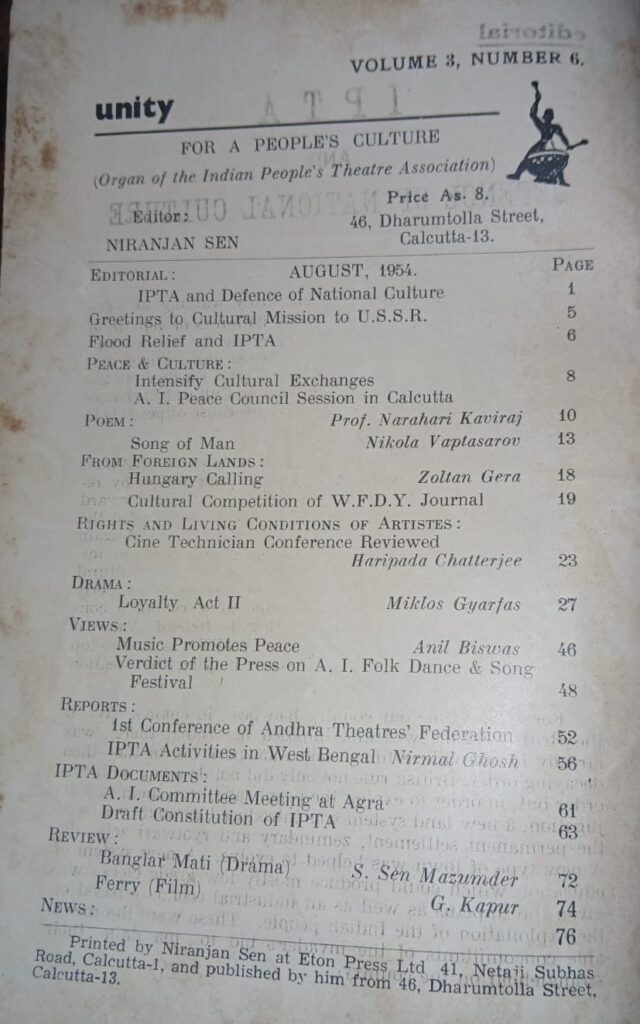 VOLUME 3, NUMBER 6.
unity
FOR A PEOPLE'S CULTURE
(Organ of the Indian People's Theatre Association)
Price As. 8.
Editor:
46, Dharumtolla Street,
NIRANJAN SEN
Calcutta-13.
EDITORIAL: AUGUST, 1954. PAGE
IPTA and Defence of National Culture 1
Greetings to Cultural Mission to U.S.S.R. 5
Flood Relief and IPTA 6
PEACE & CULTURE:
Intensify Cultural Exchanges 8
A. I. Peace Council Session in Calcutta
Prof. Narahari Kaviraj 10
POEM:
Song of Man Nikola Vaptasarov 13
FROM FOREIGN LANDS:
Hungary Calling Zoltan Gera 18
Cultural Competition of W.F.D.Y. Journal 19
RIGHTS AND LIVING CONDITIONS OF ARTISTES:
Cine Technician Conference Reviewed
Haripada Chatterjee 23
DRAMA:
Loyalty Act II Miklos Gyarfas 27
VIEWS:
Music Promotes Peace Anil Biswas 46
Verdict of the Press on A. I. Folk Dance & Song
Festival 48
REPORTS:
1st Conference of Andhra Theatres' Federation 52
IPTA Activities in West Bengal Nirmal Ghosh 56
IPTA DOCUMENTS:
A. I. Committee Meeting at Agra 61
Draft Constitution of IPTA 63
REVIEW:
Banglar Mati (Drama) S. Sen Mazumder 72
Ferry (Film) G. Kapur 74
NEWS: 76
Printed by Niranjan Sen at Eton Press Ltd 41, Netaji Subhas
Road, Calcutta-1, and published by him from 46, Dharumtolla Street,
Calcutta-13.